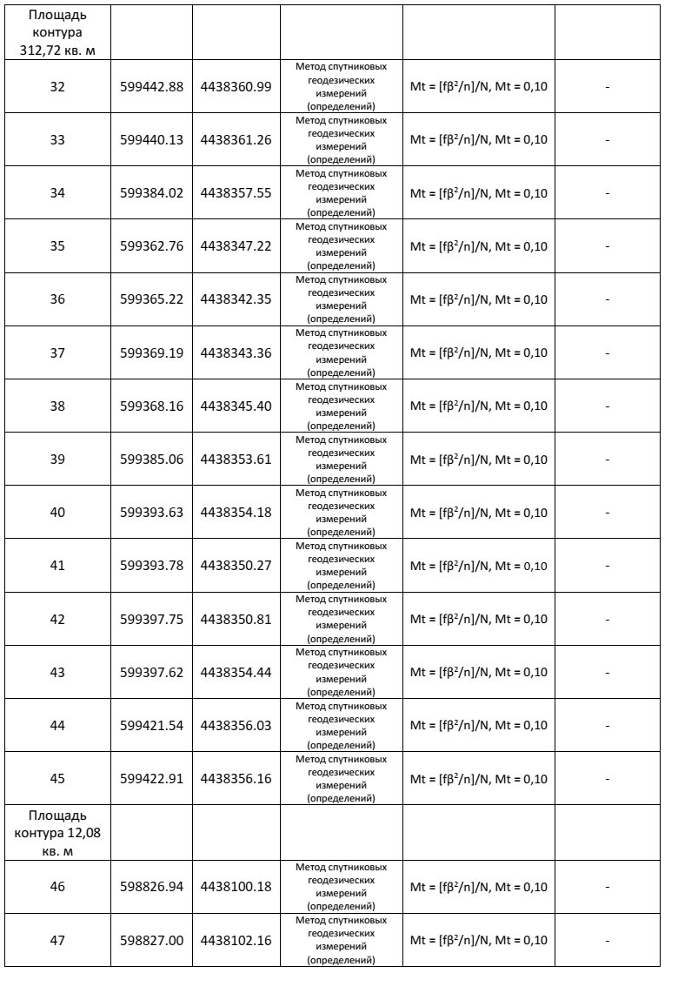 Площадь
контура
312,72 кв. м
32 599442.88 4438360.99 Метод спутниковых геодезических измерений (определений) Mt = [fβ²/n]/N, Mt = 0,10 -
33 599440.13 4438361.26 Метод спутниковых геодезических измерений (определений) Mt = [fβ²/n]/N, Mt = 0,10 -
34 599384.02 4438357.55 Метод спутниковых геодезических измерений (определений) Mt = [fβ²/n]/N, Mt = 0,10 -
35 599362.76 4438347.22 Метод спутниковых геодезических измерений (определений) Mt = [fβ²/n]/N, Mt = 0,10 -
36 599365.22 4438342.35 Метод спутниковых геодезических измерений (определений) Mt = [fβ²/n]/N, Mt = 0,10 -
37 599369.19 4438343.36 Метод спутниковых геодезических измерений (определений) Mt = [fβ²/n]/N, Mt = 0,10 -
38 599368.16 4438345.40 Метод спутниковых геодезических измерений (определений) Mt = [fβ²/n]/N, Mt = 0,10 -
39 599385.06 4438353.61 Метод спутниковых геодезических измерений (определений) Mt = [fβ²/n]/N, Mt = 0,10 -
40 599393.63 4438354.18 Метод спутниковых геодезических измерений (определений) Mt = [fβ²/n]/N, Mt = 0,10 -
41 599393.78 4438350.27 Метод спутниковых геодезических измерений (определений) Mt = [fβ²/n]/N, Mt = 0,10 -
42 599397.75 4438350.81 Метод спутниковых геодезических измерений (определений) Mt = [fβ²/n]/N, Mt = 0,10 -
43 599397.62 4438354.44 Метод спутниковых геодезических измерений (определений) Mt = [fβ²/n]/N, Mt = 0,10 -
44 599421.54 4438356.03 Метод спутниковых геодезических измерений (определений) Mt = [fβ²/n]/N, Mt = 0,10 -
45 599422.91 4438356.16 Метод спутниковых геодезических измерений (определений) Mt = [fβ²/n]/N, Mt = 0,10 -
Площадь
контура 12,08
кв. м
46 598826.94 4438100.18 Метод спутниковых геодезических измерений (определений) Mt = [fβ²/n]/N, Mt = 0,10 -
47 598827.00 4438102.16 Метод спутниковых геодезических измерений (определений) Mt = [fβ²/n]/N, Mt = 0,10 -